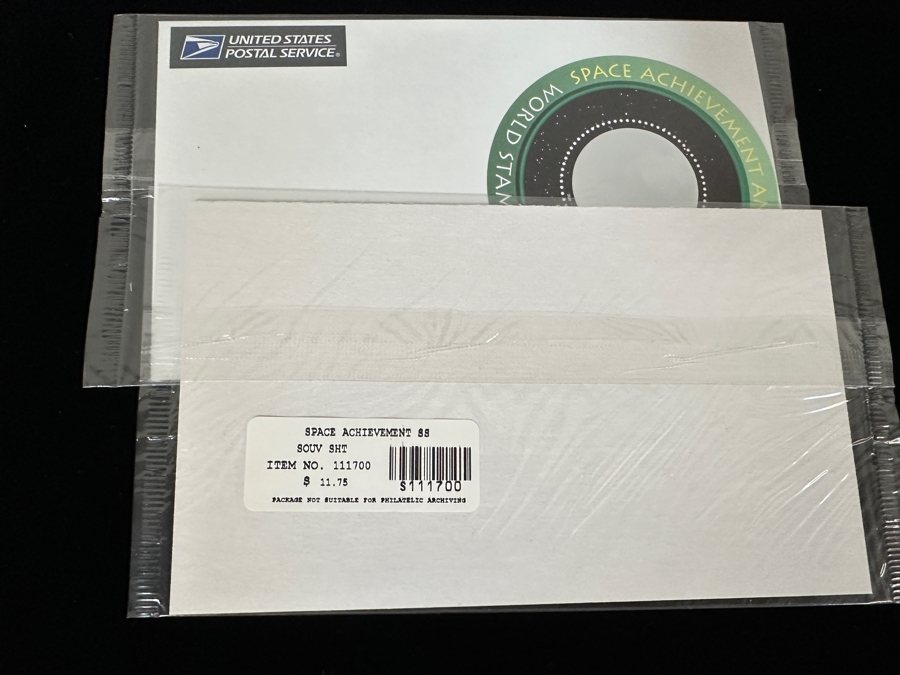 UNITED STATES
POSTAL SERVICE®
SPACE ACHIEVEMENT
WORLD
SPACE ACHIEVEMENT SS
SOUV SHT
ITEM NO. 111700
$ 11.75
S111700
PACKAGE NOT SUITABLE FOR PHILATELIC ARCHIVING